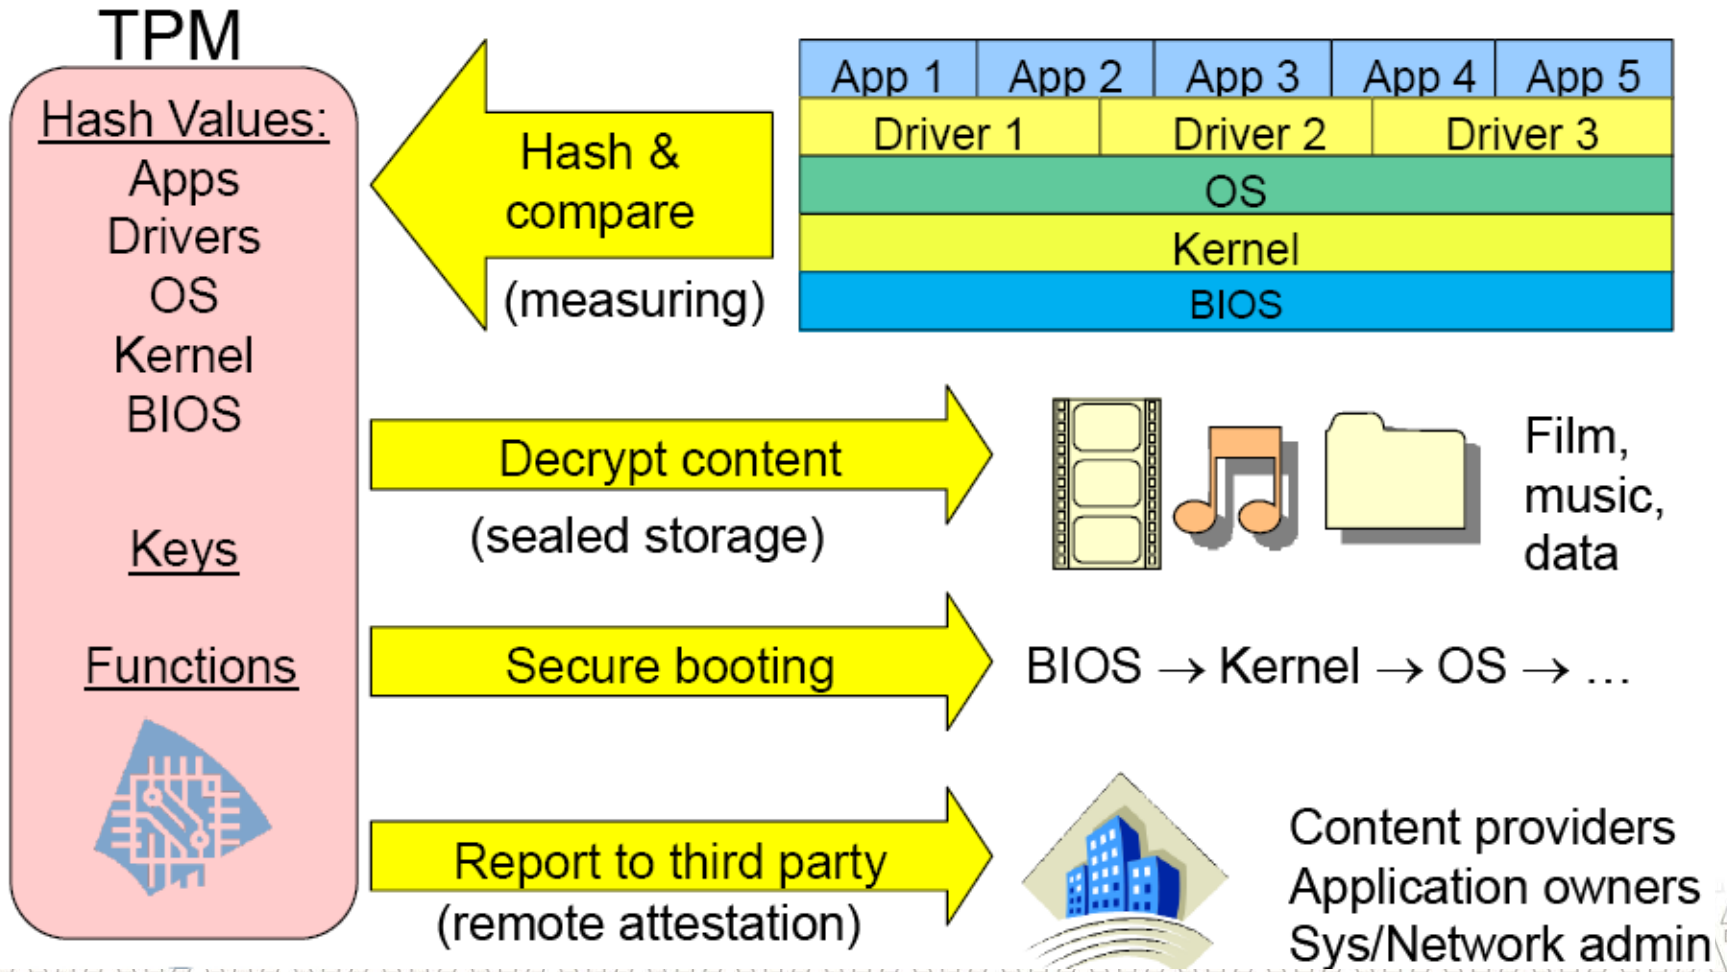 TPM
Hash Values:
Apps
Drivers
OS
Kernel
BIOS
Keys
Functions
Hash &
compare
(measuring)
App 1 App 2 App 3 App 4 App 5
Driver 1 Driver 2 Driver 3
OS
Kernel
BIOS
Decrypt content
(sealed storage)
Film,
music,
data
Secure booting
BIOS → Kernel → OS → …
Report to third party
(remote attestation)
Content providers
Application owners
Sys/Network admin